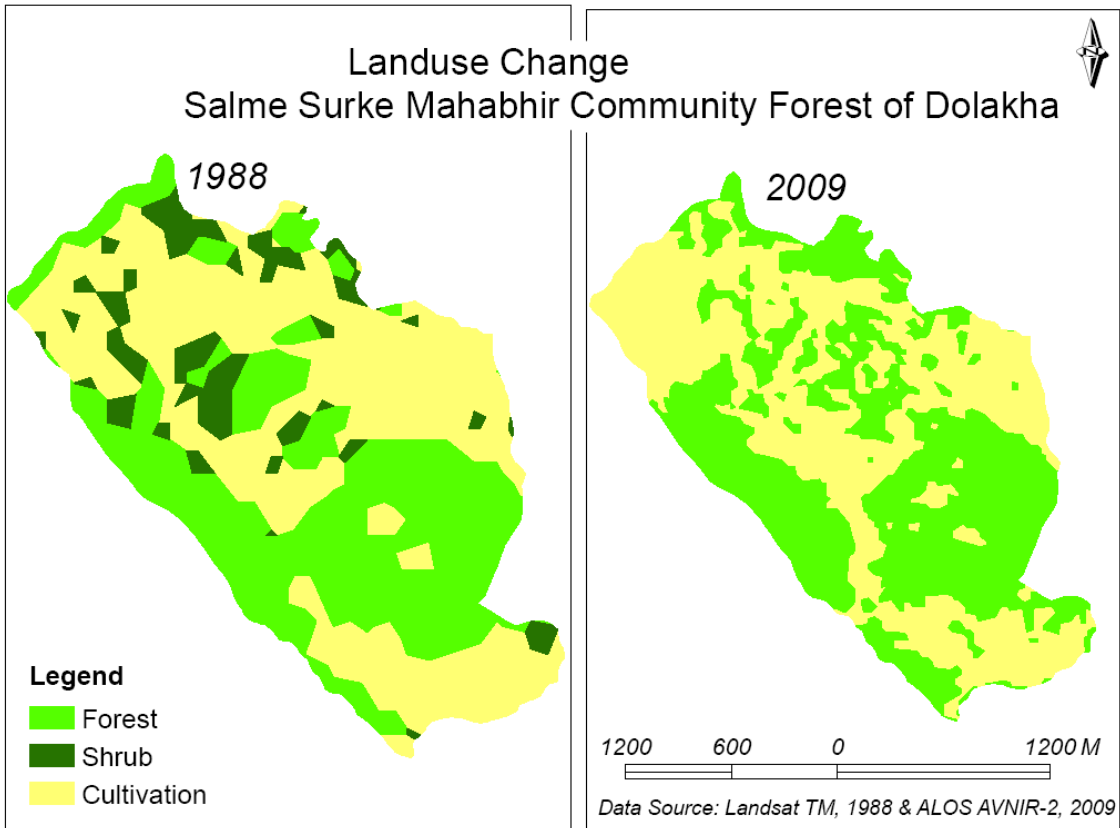 Landuse Change
Salme Surke Mahabhir Community Forest of Dolakha
1988
2009
Legend
Forest
Shrub
Cultivation
1200 600 0 1200 M
Data Source: Landsat TM, 1988 & ALOS AVNIR-2, 2009